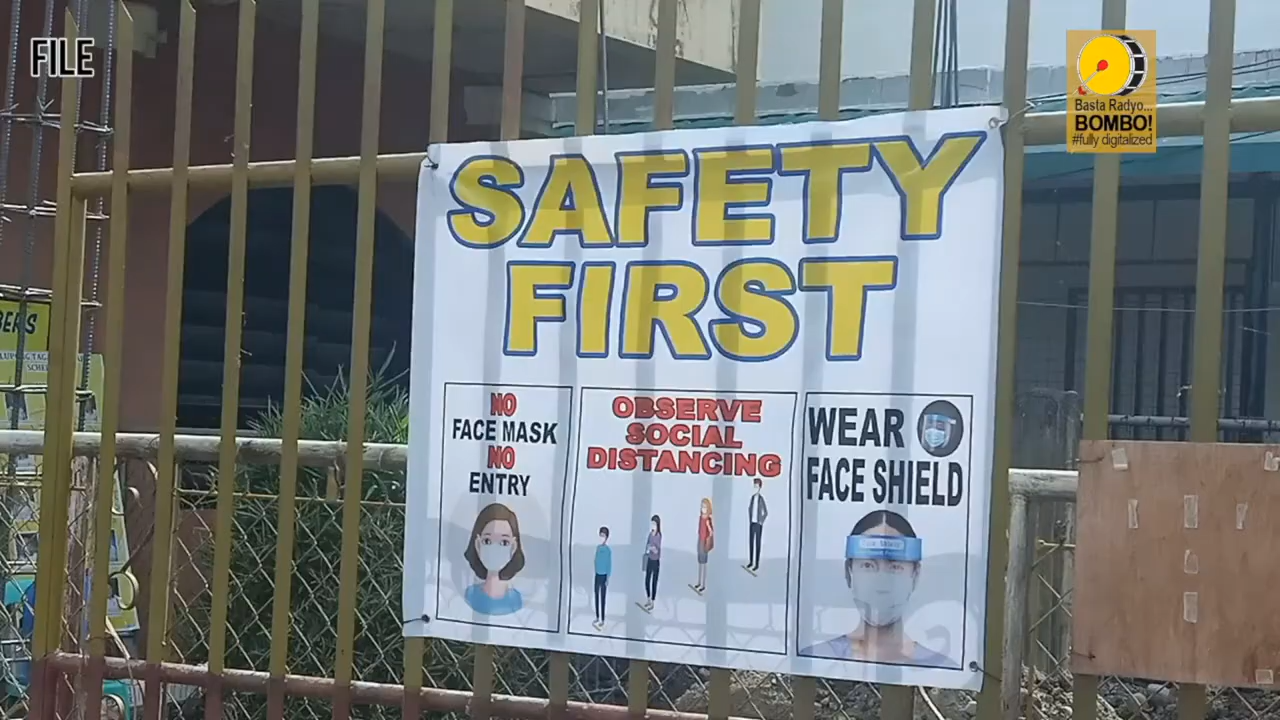 FILE
Basta Radyo...
BOMBO!
#fully digitalized
SAFETY
FIRST
NO
FACE MASK
NO
ENTRY
OBSERVE
SOCIAL
DISTANCING
WEAR
FACE SHIELD